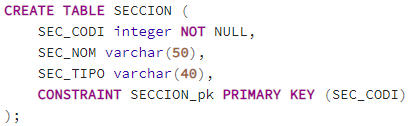 CREATE TABLE SECCION (
    SEC_CODI integer NOT NULL,
    SEC_NOM varchar(50),
    SEC_TIPO varchar(40),
    CONSTRAINT SECCION_pk PRIMARY KEY (SEC_CODI)
);